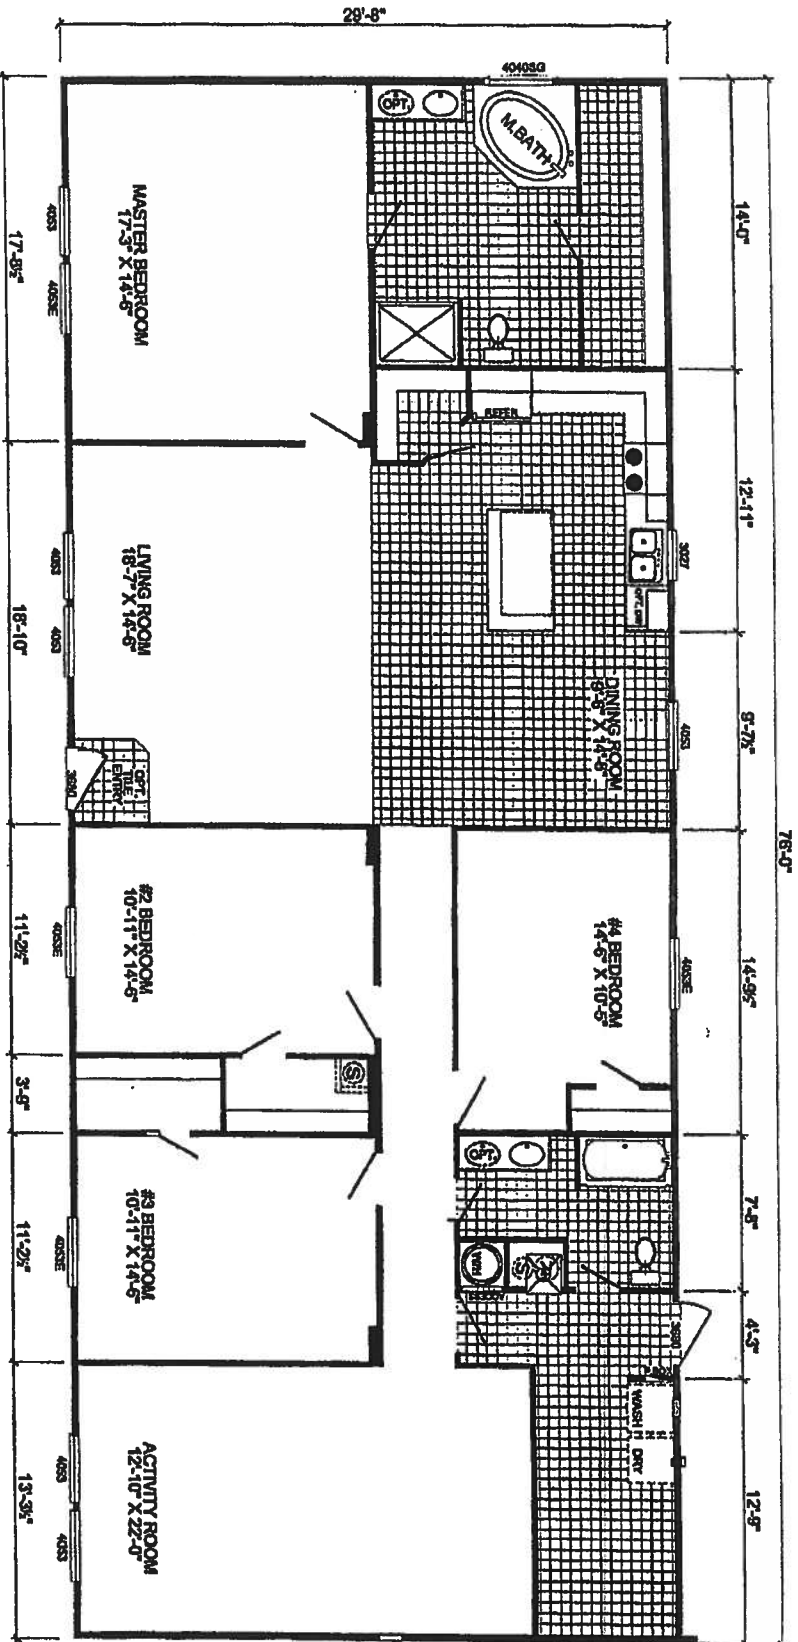 29'-8"
4040SG
OPT.
M.BATH
14'-0"
MASTER BEDROOM
17'-3" X 14'-6"
4053
4053E
17'-8½"
REFER
12'-11"
3027
OPT. DW
LIVING ROOM
18'-7" X 14'-6"
4053
4053
18'-10"
DINING ROOM
9'-8" X 14'-6"
4053
9'-7½"
OPT.
TILE
ENTRY
3680
76'-0"
#2 BEDROOM
10'-11" X 14'-6"
4053E
11'-2½"
#4 BEDROOM
14'-6" X 10'-5"
4053E
14'-9½"
S
3'-9"
OPT.
7'-8"
#3 BEDROOM
10'-11" X 14'-6"
4053E
11'-2½"
W/H
S
ACCESS
3680
4'-3"
WASH
DRY
12'-9"
ACTIVITY ROOM
12'-10" X 22'-0"
4053
4053
13'-3½"